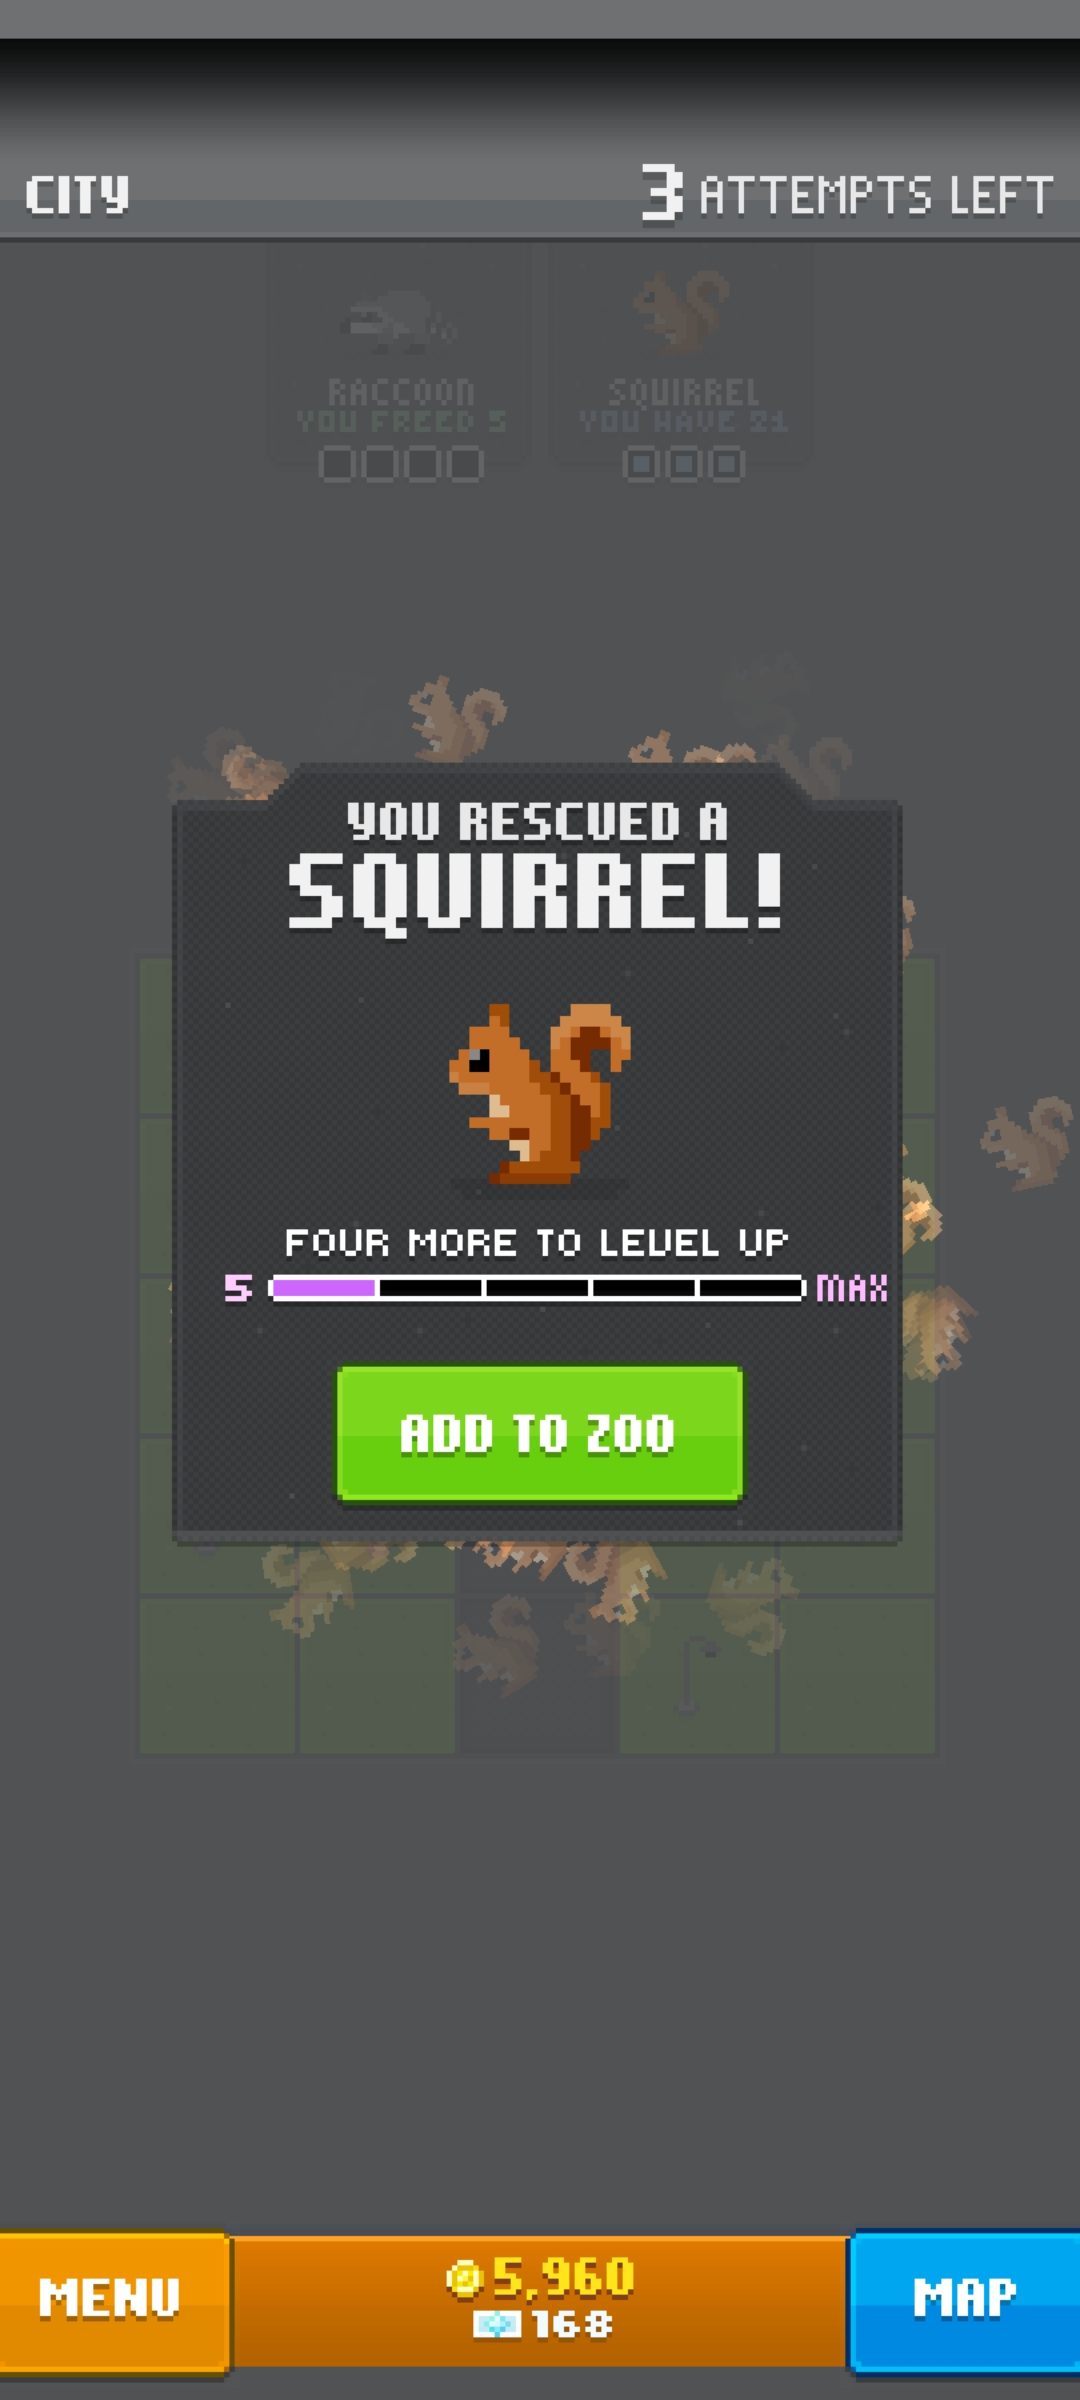 CITY
3 ATTEMPTS LEFT
RACCOON
SQUIRREL
YOU FREED 5
YOU HAVE 21
YOU RESCUED A
SQUIRREL!
FOUR MORE TO LEVEL UP
5
MAX
ADD TO ZOO
MENU
5,960
168
MAP